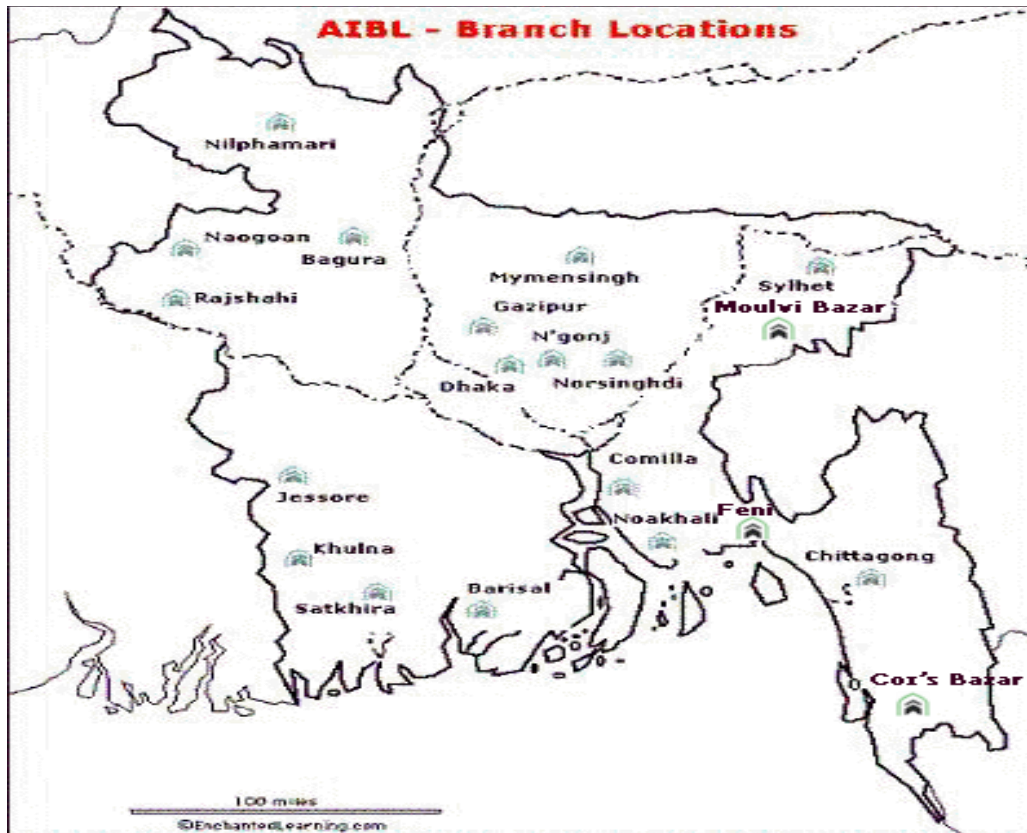 AIBL - Branch Locations
Nilphamari
Naogoan
Bagura
Rajshahi
Mymensingh
Sylhet
Gazipur
Moulvi Bazar
N'gonj
Dhaka
Norsinghdi
Comilla
Jessore
Feni
Noakhali
Khulna
Chittagong
Barisal
Satkhira
Cox's Bazar
100 miles
©EnchantedLearning.com